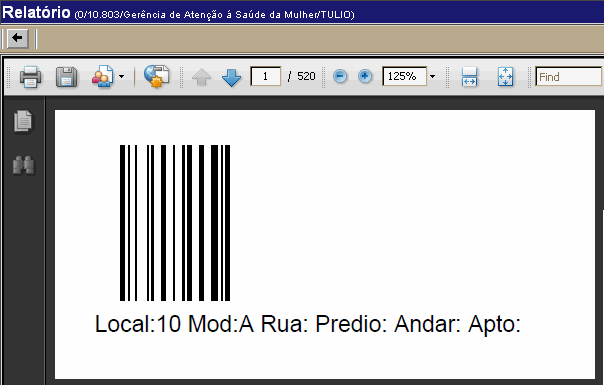 Relatório (0/10.803/Gerência de Atenção á Saúde da Mulher/TULIO)
1 / 520 125% Find
Local:10 Mod:A Rua: Predio: Andar: Apto: